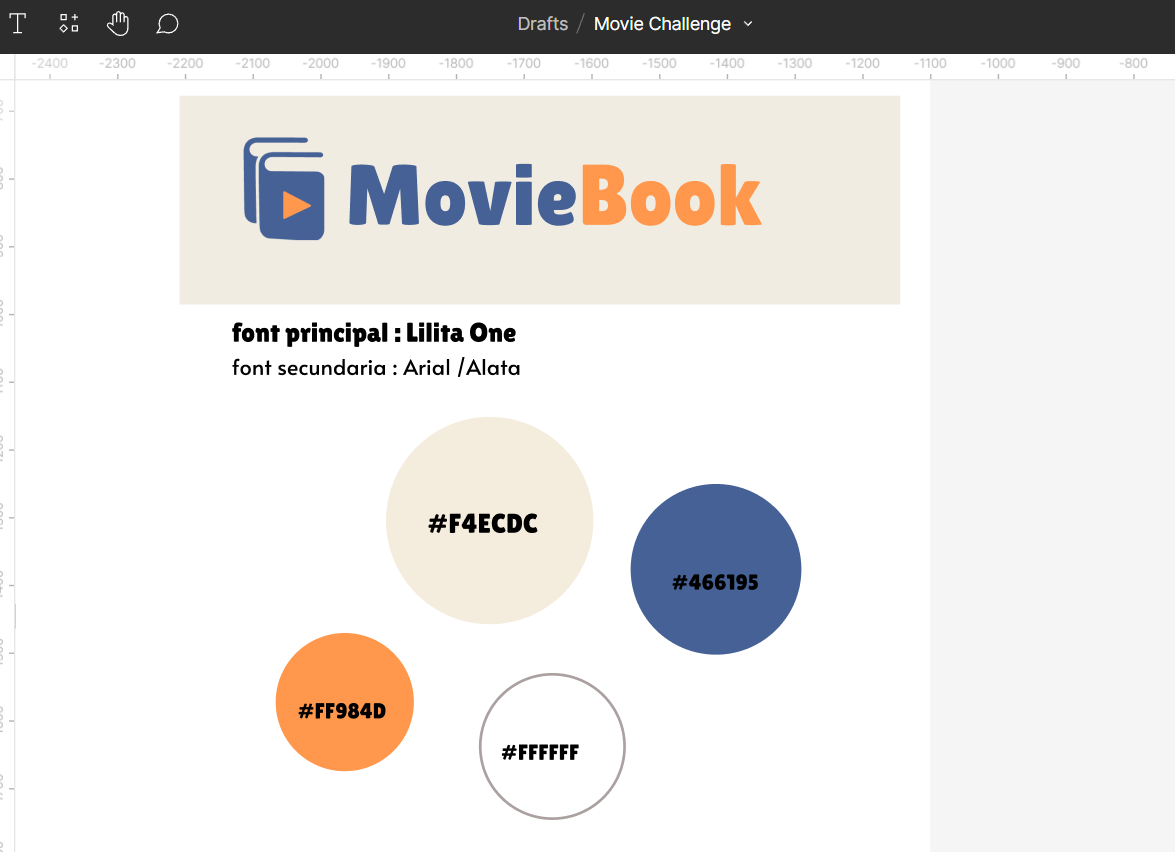 Drafts / Movie Challenge
-2400 -2300 -2200 -2100 -2000 -1900 -1800 -1700 -1600 -1500 -1400 -1300 -1200 -1100 -1000 -900 -800
MovieBook
font principal : Lilita One
font secundaria : Arial /Alata
#F4ECDC
#466195
#FF984D
#FFFFFF